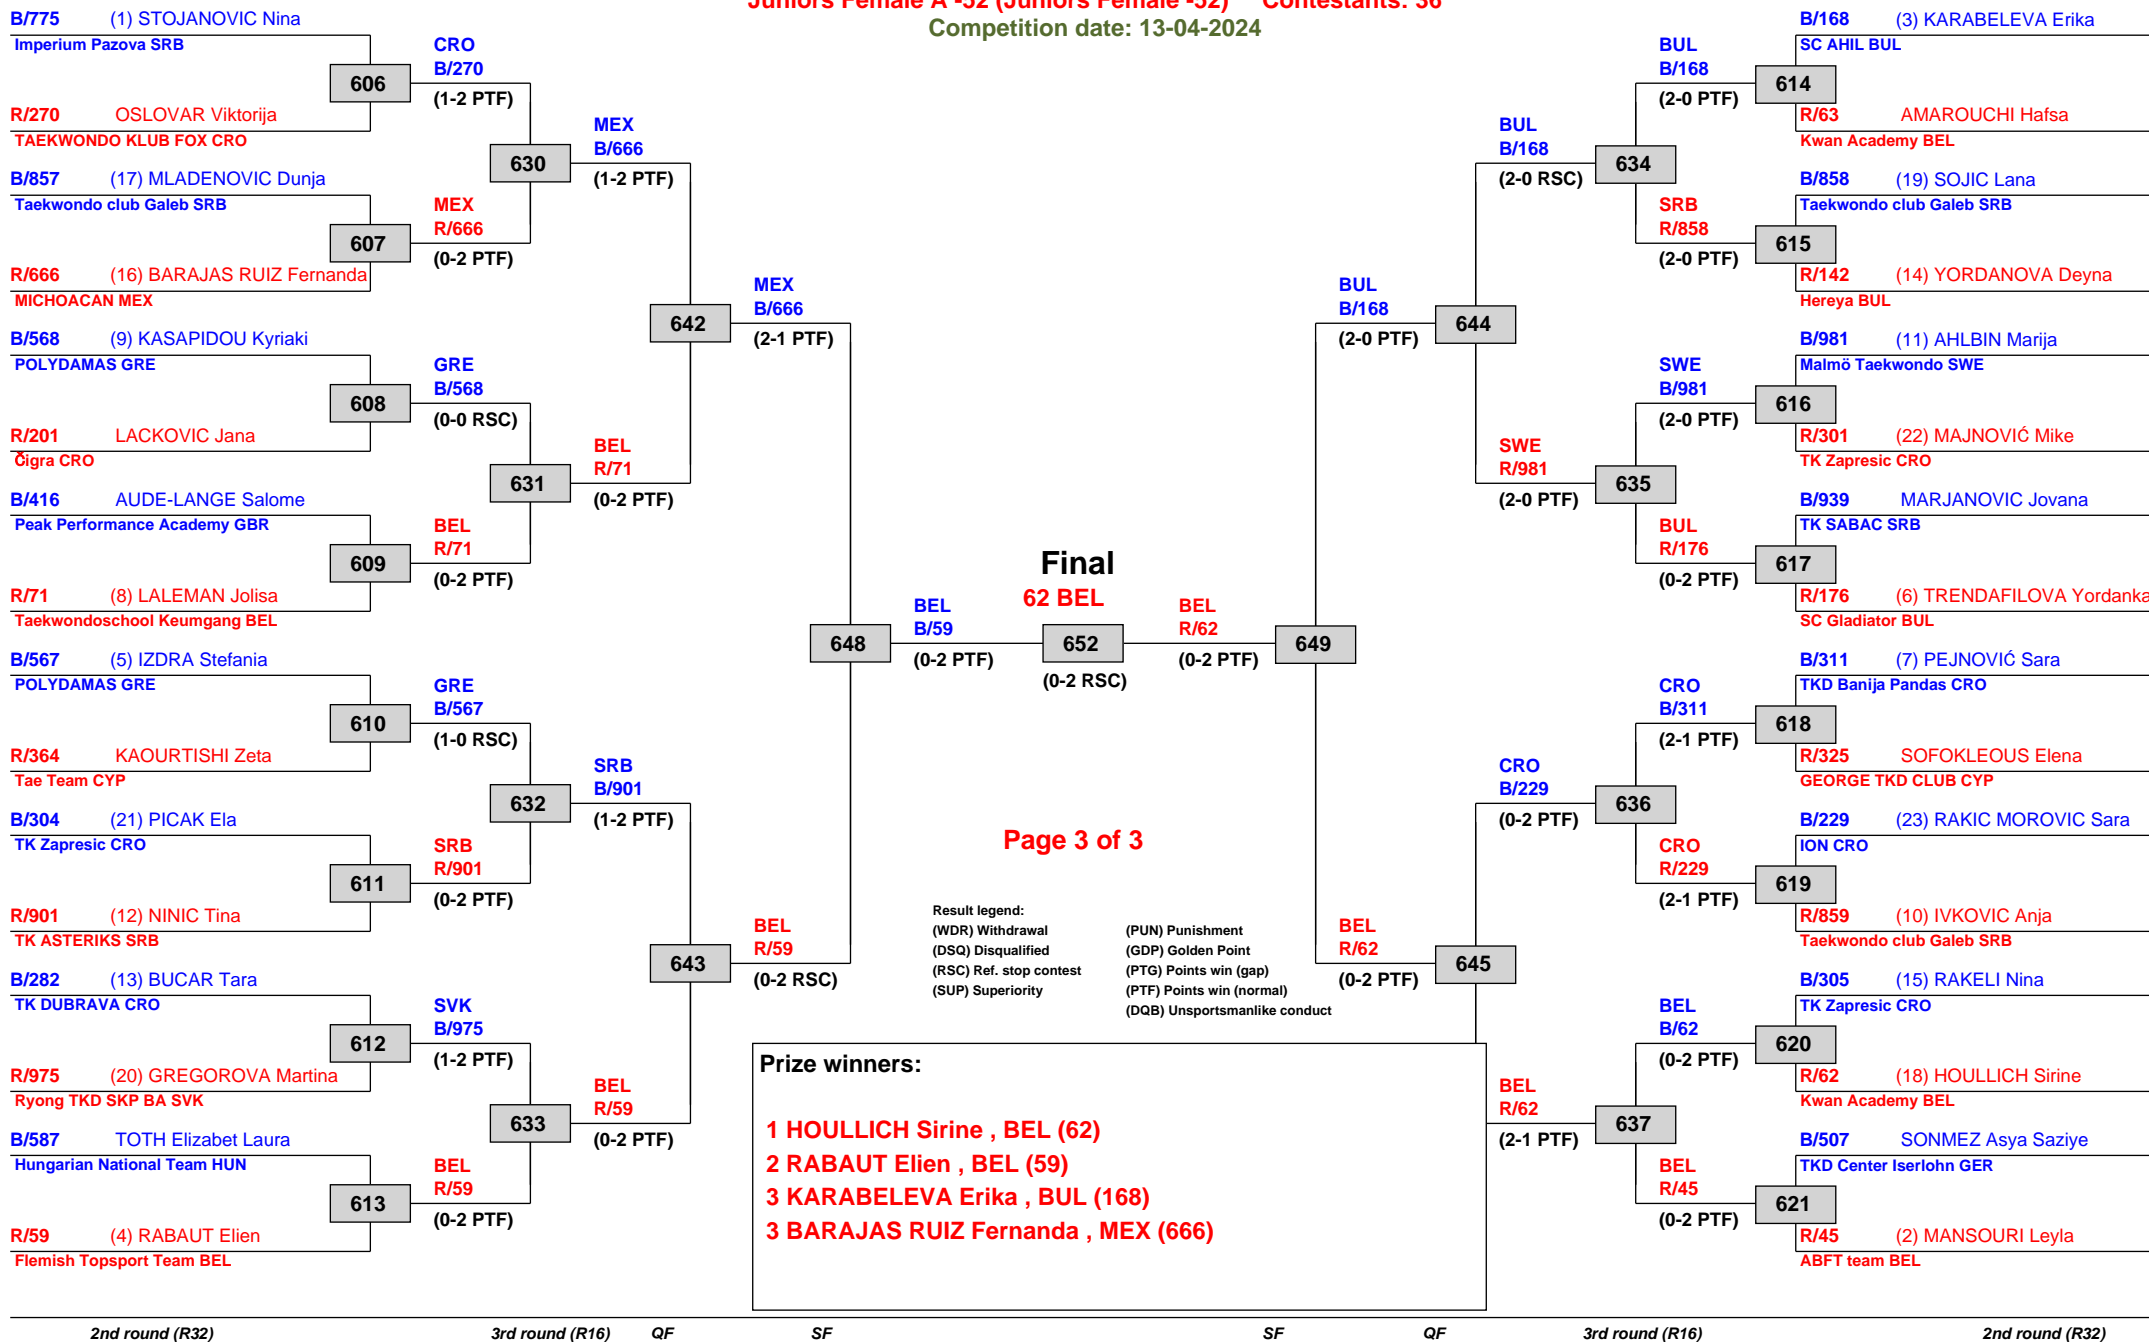 Juniors Female A -52 (Juniors Female -52) Contestants: 36
Competition date: 13-04-2024
B/775 (1) STOJANOVIC Nina
Imperium Pazova SRB
606
R/270 OSLOVAR Viktorija
TAEKWONDO KLUB FOX CRO
B/857 (17) MLADENOVIC Dunja
Taekwondo club Galeb SRB
607
R/666 (16) BARAJAS RUIZ Fernanda
MICHOACAN MEX
B/568 (9) KASAPIDOU Kyriaki
POLYDAMAS GRE
608
R/201 LACKOVIC Jana
Čigra CRO
B/416 AUDE-LANGE Salome
Peak Performance Academy GBR
609
R/71 (8) LALEMAN Jolisa
Taekwondoschool Keumgang BEL
B/567 (5) IZDRA Stefania
POLYDAMAS GRE
610
R/364 KAOURTISHI Zeta
Tae Team CYP
B/304 (21) PICAK Ela
TK Zapresic CRO
611
R/901 (12) NINIC Tina
TK ASTERIKS SRB
B/282 (13) BUCAR Tara
TK DUBRAVA CRO
612
R/975 (20) GREGOROVA Martina
Ryong TKD SKP BA SVK
B/587 TOTH Elizabet Laura
Hungarian National Team HUN
613
R/59 (4) RABAUT Elien
Flemish Topsport Team BEL
CRO
B/270
(1-2 PTF)
630
MEX
R/666
(0-2 PTF)
GRE
B/568
(0-0 RSC)
631
BEL
R/71
(0-2 PTF)
GRE
B/567
(1-0 RSC)
632
SRB
R/901
(0-2 PTF)
SVK
B/975
(1-2 PTF)
633
BEL
R/59
(0-2 PTF)
MEX
B/666
(1-2 PTF)
642
BEL
R/71
(0-2 PTF)
SRB
B/901
(1-2 PTF)
643
BEL
R/59
(0-2 PTF)
MEX
B/666
(2-1 PTF)
648
BEL
R/59
(0-2 RSC)
BEL
B/59
(0-2 PTF)
Final
62 BEL
652
(0-2 RSC)
BEL
R/62
(0-2 PTF)
649
BUL
B/168
(2-0 PTF)
644
BEL
R/62
(0-2 PTF)
645
BUL
B/168
(2-0 RSC)
634
SWE
R/981
(2-0 PTF)
635
CRO
B/229
(0-2 PTF)
636
BEL
R/62
(2-1 PTF)
637
BUL
B/168
(2-0 PTF)
SRB
R/858
(2-0 PTF)
SWE
B/981
(2-0 PTF)
BUL
R/176
(0-2 PTF)
CRO
B/311
(2-1 PTF)
CRO
R/229
(2-1 PTF)
BEL
B/62
(0-2 PTF)
BEL
R/45
(0-2 PTF)
B/168 (3) KARABELEVA Erika
SC AHIL BUL
614
R/63 AMAROUCHI Hafsa
Kwan Academy BEL
B/858 (19) SOJIC Lana
Taekwondo club Galeb SRB
615
R/142 (14) YORDANOVA Deyna
Hereya BUL
B/981 (11) AHLBIN Marija
Malmö Taekwondo SWE
616
R/301 (22) MAJNOVIĆ Mike
TK Zapresic CRO
B/939 MARJANOVIC Jovana
TK SABAC SRB
617
R/176 (6) TRENDAFILOVA Yordanka
SC Gladiator BUL
B/311 (7) PEJNOVIĆ Sara
TKD Banija Pandas CRO
618
R/325 SOFOKLEOUS Elena
GEORGE TKD CLUB CYP
B/229 (23) RAKIC MOROVIC Sara
ION CRO
619
R/859 (10) IVKOVIC Anja
Taekwondo club Galeb SRB
B/305 (15) RAKELI Nina
TK Zapresic CRO
620
R/62 (18) HOULLICH Sirine
Kwan Academy BEL
B/507 SONMEZ Asya Saziye
TKD Center Iserlohn GER
621
R/45 (2) MANSOURI Leyla
ABFT team BEL
Page 3 of 3
Result legend:
(WDR) Withdrawal (PUN) Punishment
(DSQ) Disqualified (GDP) Golden Point
(RSC) Ref. stop contest (PTG) Points win (gap)
(SUP) Superiority (PTF) Points win (normal)
(DQB) Unsportsmanlike conduct
Prize winners:
1 HOULLICH Sirine , BEL (62)
2 RABAUT Elien , BEL (59)
3 KARABELEVA Erika , BUL (168)
3 BARAJAS RUIZ Fernanda , MEX (666)
2nd round (R32) 3rd round (R16) QF SF SF QF 3rd round (R16) 2nd round (R32)